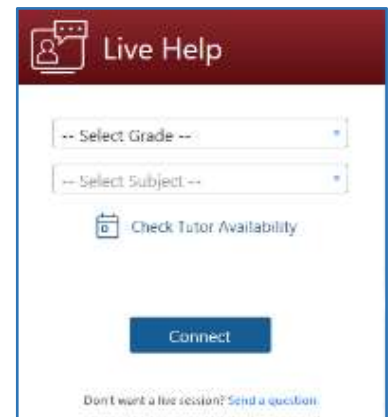 Live Help
-- Select Grade --
-- Select Subject --
Check Tutor Availability
Connect
Don't want a live session? Send a question